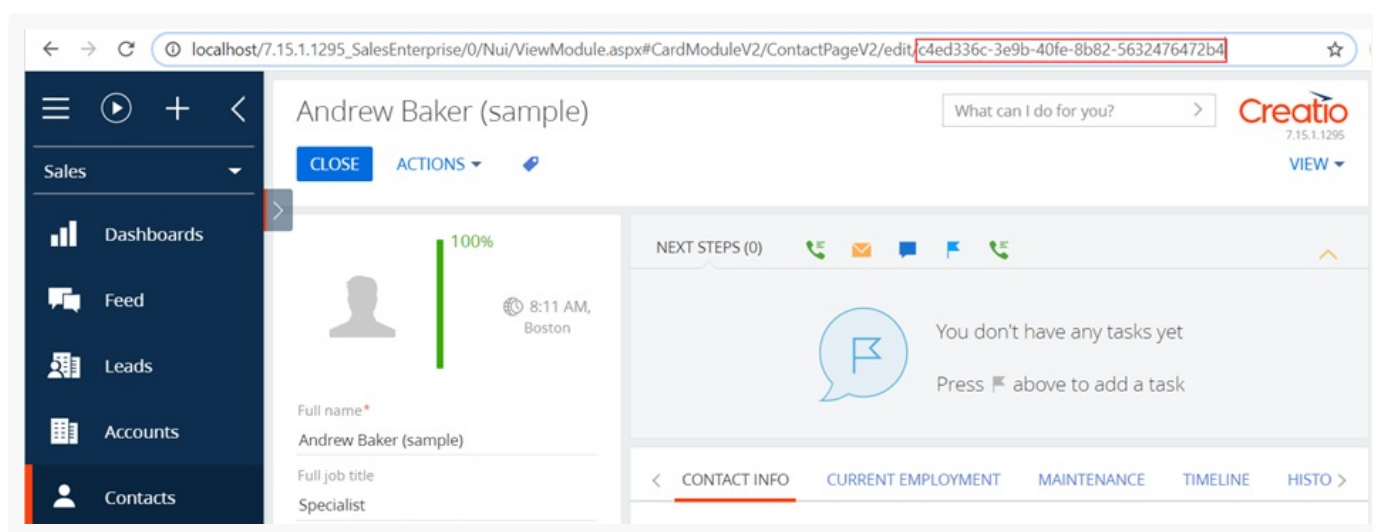 localhost/7.15.1.1295_SalesEnterprise/0/Nui/ViewModule.aspx#CardModuleV2/ContactPageV2/edit/c4ed336c-3e9b-40fe-8b82-5632476472b4
Andrew Baker (sample)
What can I do for you?
Creatio
7.15.1.1295
Sales
CLOSE
ACTIONS
VIEW
Dashboards
Feed
Leads
Accounts
Contacts
100%
8:11 AM,
Boston
Full name*
Andrew Baker (sample)
Full job title
Specialist
NEXT STEPS (0)
You don't have any tasks yet
Press above to add a task
CONTACT INFO CURRENT EMPLOYMENT MAINTENANCE TIMELINE HISTO